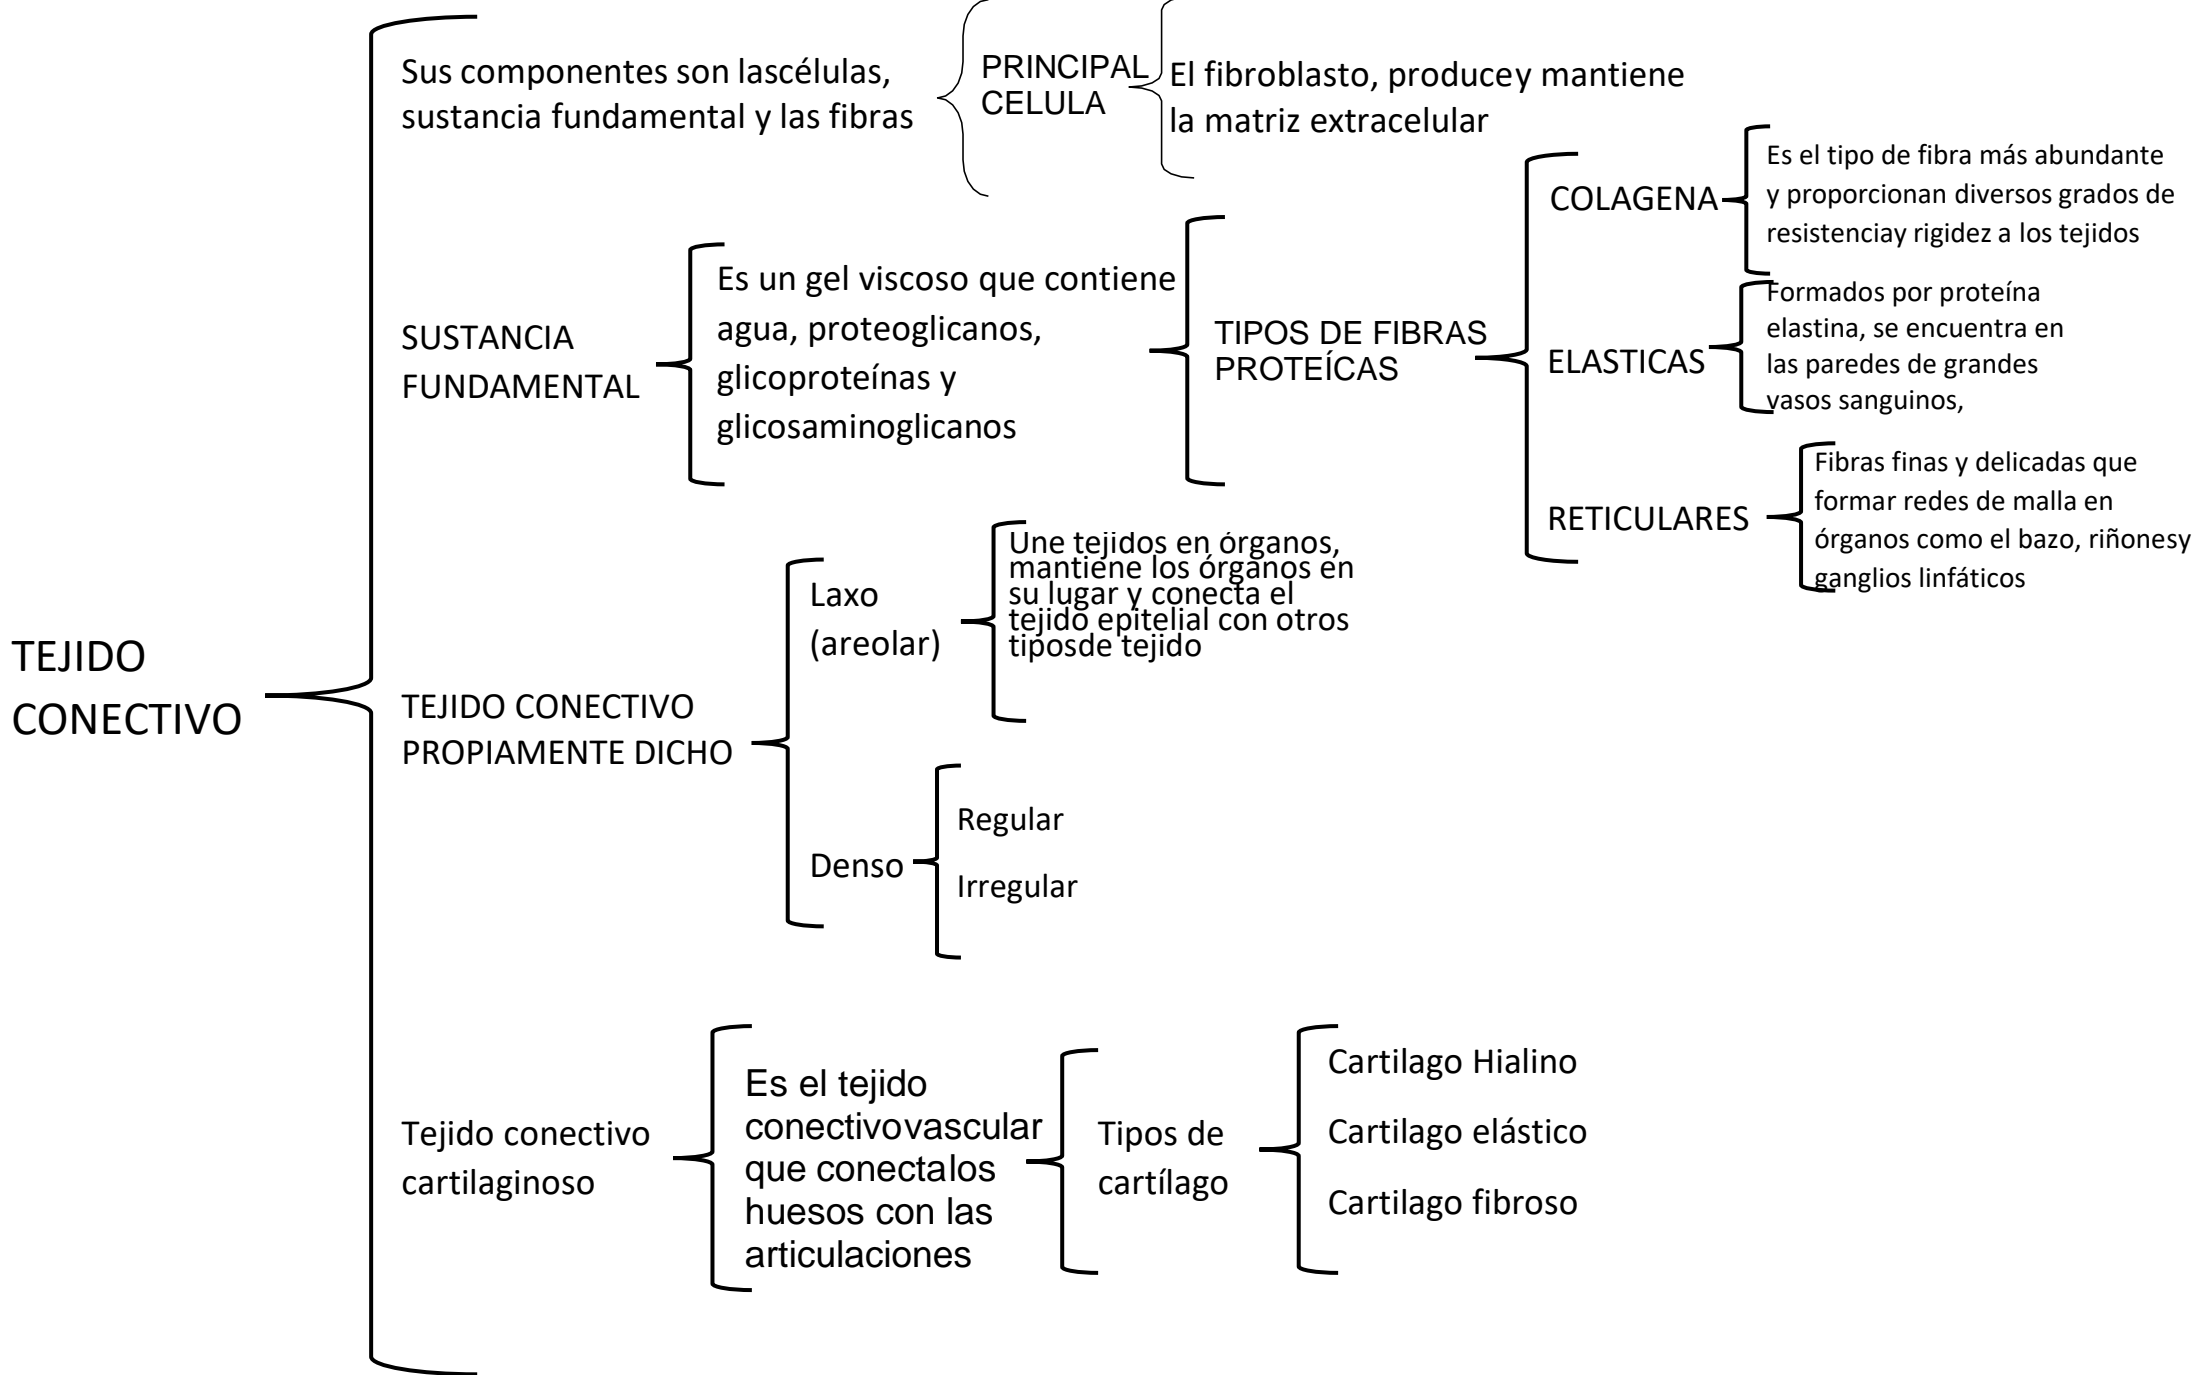 TEJIDO
CONECTIVO
Sus componentes son lascélulas,
sustancia fundamental y las fibras
PRINCIPAL
CELULA
El fibroblasto, producey mantiene
la matriz extracelular
SUSTANCIA
FUNDAMENTAL
Es un gel viscoso que contiene
agua, proteoglicanos,
glicoproteínas y
glicosaminoglicanos
TIPOS DE FIBRAS
PROTEÍCAS
COLAGENA
Es el tipo de fibra más abundante
y proporcionan diversos grados de
resistenciay rigidez a los tejidos
ELASTICAS
Formados por proteína
elastina, se encuentra en
las paredes de grandes
vasos sanguinos,
RETICULARES
Fibras finas y delicadas que
formar redes de malla en
órganos como el bazo, riñonesy
ganglios linfáticos
TEJIDO CONECTIVO
PROPIAMENTE DICHO
Laxo
(areolar)
Une tejidos en órganos,
mantiene los órganos en
su lugar y conecta el
tejido epitelial con otros
tiposde tejido
Denso
Regular
Irregular
Tejido conectivo
cartilaginoso
Es el tejido
conectivovascular
que conectalos
huesos con las
articulaciones
Tipos de
cartílago
Cartilago Hialino
Cartilago elástico
Cartilago fibroso